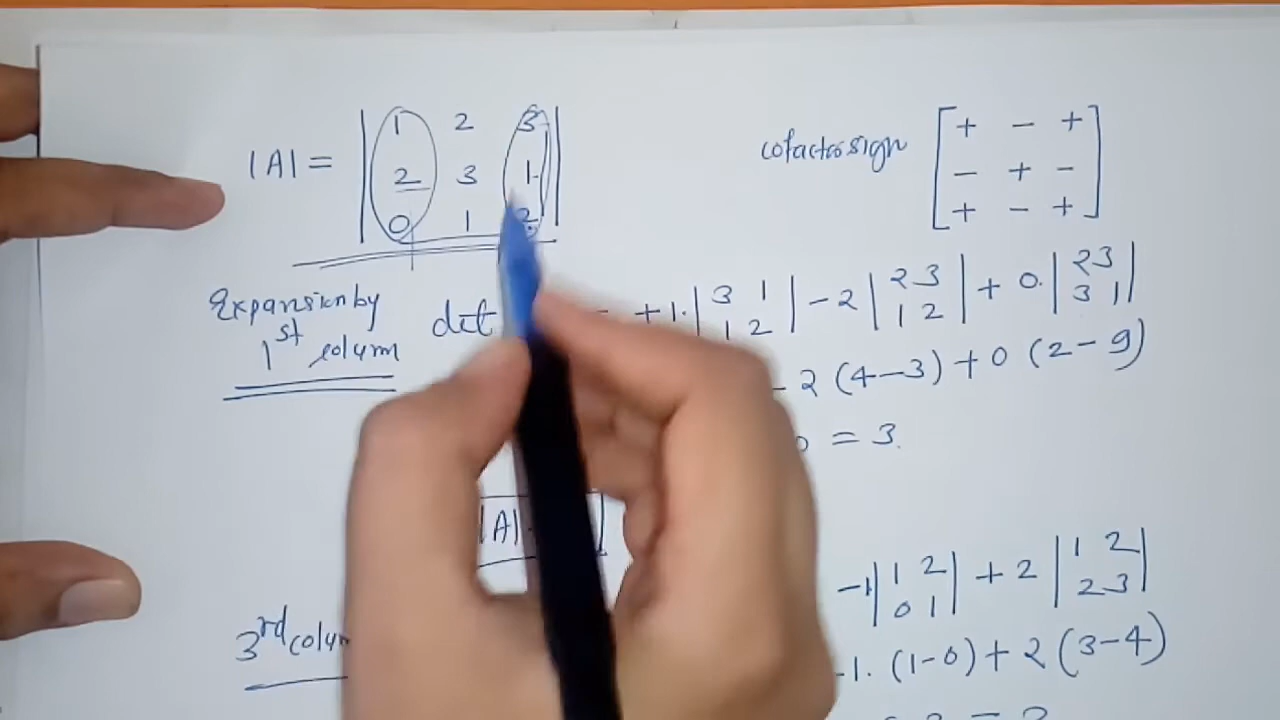 |A| = | 1 2 3 |
| 2 3 1 |
| 0 1 2 |
cofactor sign [ + - + ]
[ - + - ]
[ + - + ]
Expansion by
1st column
det + 1. | 3 1 | - 2 | 2 3 | + 0. | 2 3 |
| 1 2 | | 1 2 | | 3 1 |
- 2 (4-3) + 0 (2-9)
= 3.
|A|
3rd colum
-1 | 1 2 | + 2 | 1 2 |
| 0 1 | | 2 3 |
-1. (1-0) + 2 (3-4)